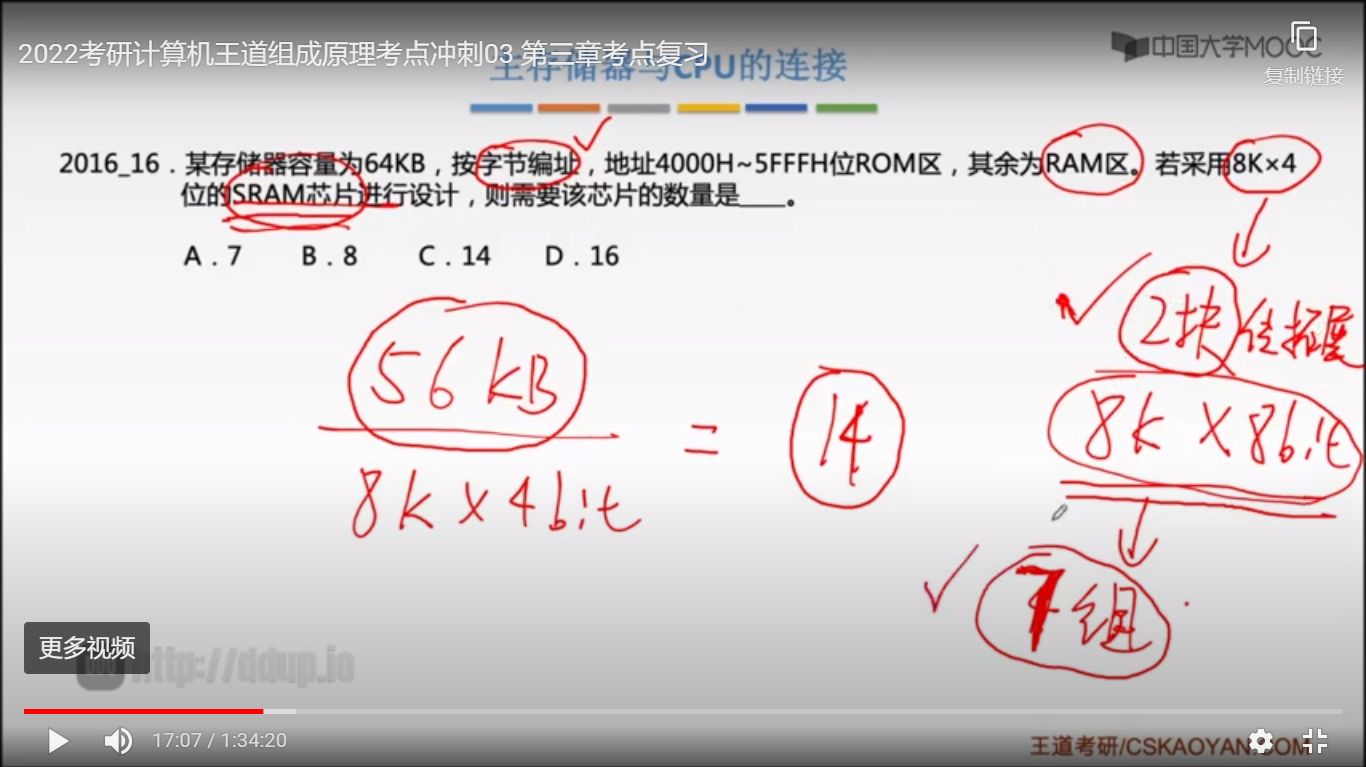 2022考研计算机王道组成原理考点冲刺03 第三章考点复习
主存储器与CPU的连接
中国大学MOOC
复制链接
2016_16．某存储器容量为64KB，按字节编址，地址4000H~5FFFH位ROM区，其余为RAM区。若采用8K×4
位的SRAM芯片进行设计，则需要该芯片的数量是____。
A．7 B．8 C．14 D．16
2块 位拓展
56KB
8K×4bit
= 14
8K×8bit
7组
更多视频
http://ddup.io
17:07 / 1:34:20
王道考研/CSKAOYAN.COM